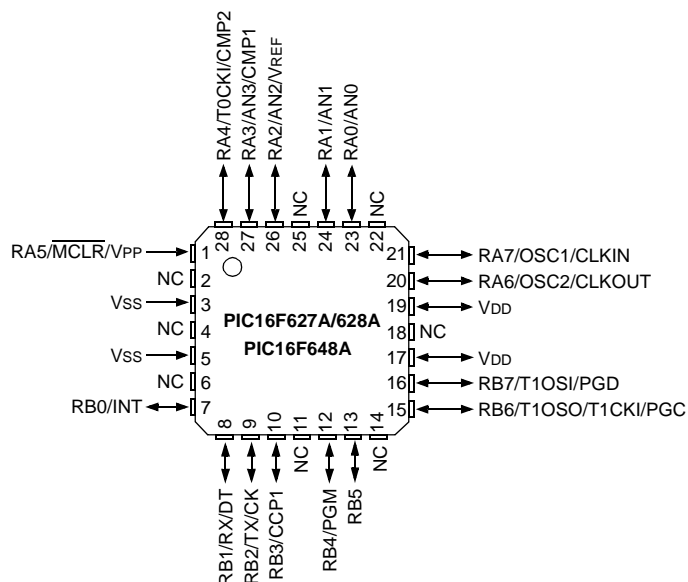 RA4/T0CKI/CMP2
RA3/AN3/CMP1
RA2/AN2/VREF
NC
RA1/AN1
RA0/AN0
NC
28
27
26
25
24
23
22
RA5/MCLR/VPP
1
NC
2
VSS
3
NC
4
VSS
5
NC
6
RB0/INT
7
PIC16F627A/628A
PIC16F648A
21
RA7/OSC1/CLKIN
20
RA6/OSC2/CLKOUT
19
VDD
18
NC
17
VDD
16
RB7/T1OSI/PGD
15
RB6/T1OSO/T1CKI/PGC
8
9
10
11
12
13
14
RB1/RX/DT
RB2/TX/CK
RB3/CCP1
NC
RB4/PGM
RB5
NC